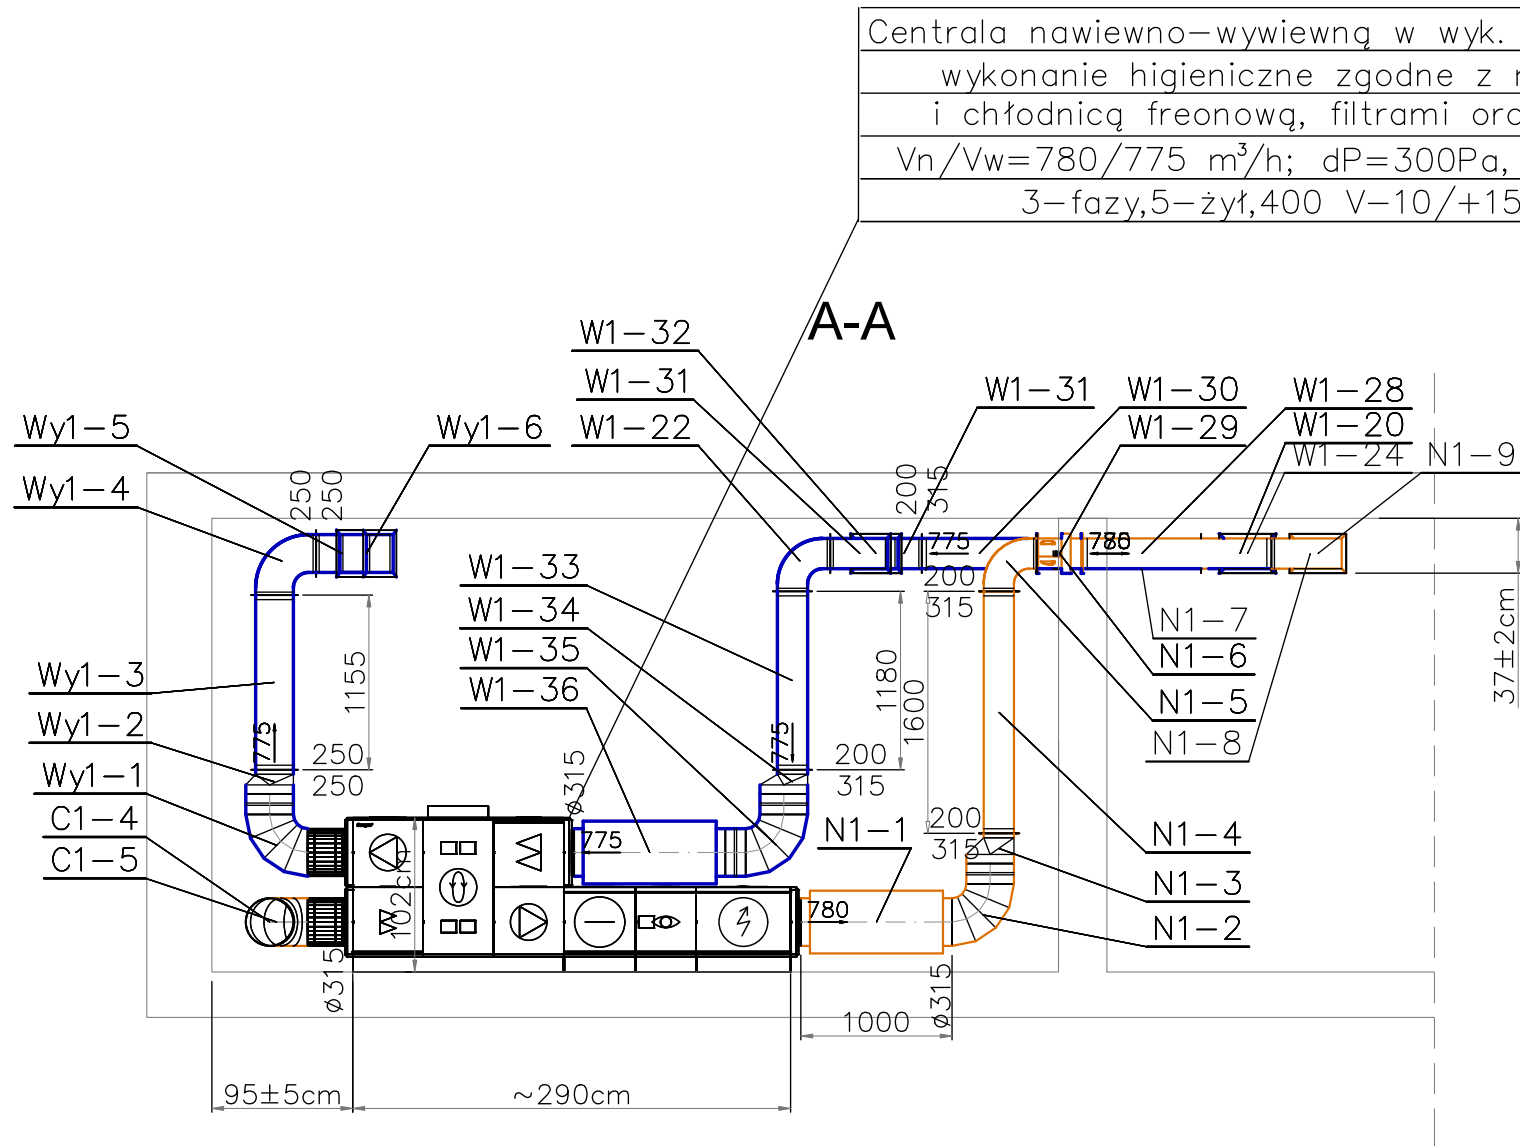 Centrala nawiewno-wywiewną w wyk.
wykonanie higieniczne zgodne z
i chłodnicą freonową, filtrami
Vn/Vw=780/775 m³/h; dP=300Pa,
3-fazy,5-żył,400 V-10/+15
A-A
W1-32
W1-31
W1-22
W1-31
W1-30
W1-29
W1-28
W1-20
W1-24
N1-9
Wy1-5
Wy1-6
Wy1-4
250
250
200
315
775
780
200
315
W1-33
W1-34
W1-35
W1-36
N1-7
N1-6
N1-5
N1-8
37±2cm
Wy1-3
Wy1-2
Wy1-1
C1-4
C1-5
1155
775
250
250
1180
1600
775
200
315
ø315
775
N1-1
200
315
N1-4
N1-3
N1-2
102cm
780
ø315
ø315
1000
95±5cm
~290cm